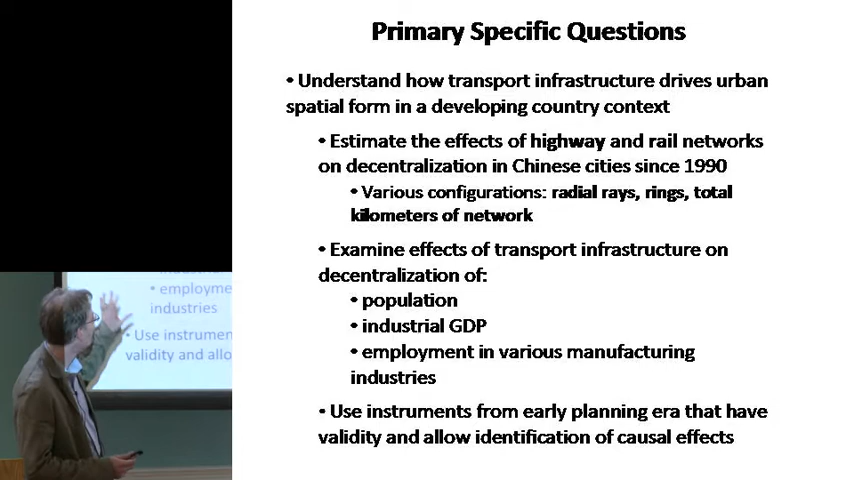 Primary Specific Questions
• Understand how transport infrastructure drives urban
spatial form in a developing country context
• Estimate the effects of highway and rail networks
on decentralization in Chinese cities since 1990
• Various configurations: radial rays, rings, total
kilometers of network
• Examine effects of transport infrastructure on
decentralization of:
• population
• industrial GDP
• employment in various manufacturing
industries
• Use instruments from early planning era that have
validity and allow identification of causal effects
• employme
industries
• Use instrumen
validity and allo